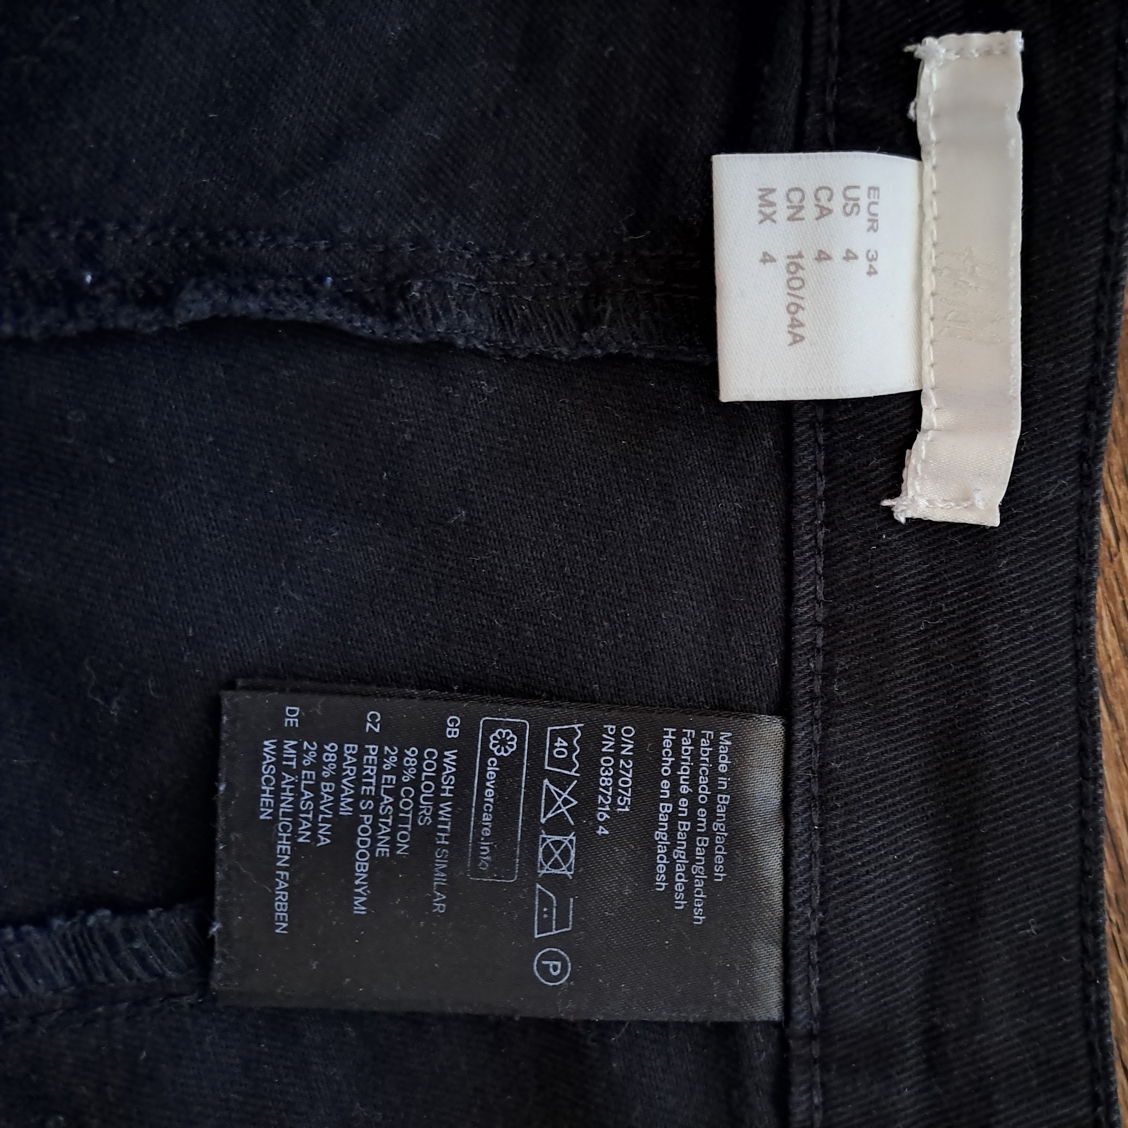 H&M
EUR 34
US 4
CA 4
CN 160/64A
MX 4
Made in Bangladesh
Fabricado em Bangladesh
Fabriqué en Bangladesh
Hecho en Bangladesh
O/N 270751
P/N 0387216 4
40
P
clevercare.info
GB WASH WITH SIMILAR
COLOURS
98% COTTON
2% ELASTANE
CZ PERTE S PODOBNÝMI
BARVAMI
98% BAVLNA
2% ELASTAN
DE MIT ÄHNLICHEN FARBEN
WASCHEN